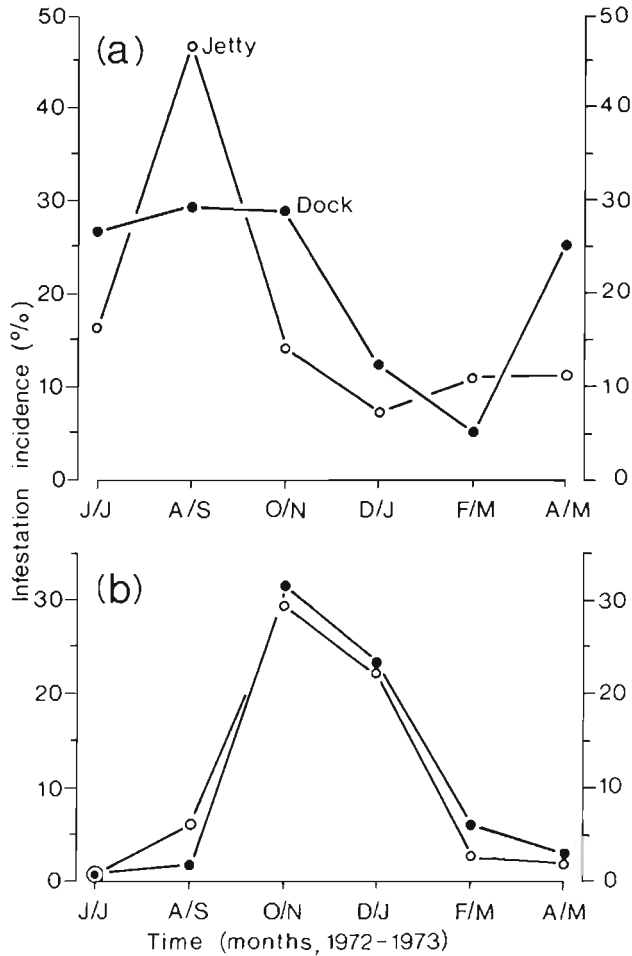 (a)
50
40
30
20
10
0
50
40
30
20
10
0
Jetty
Dock
J/J A/S O/N D/J F/M A/M
Infestation incidence (%)
(b)
30
20
10
0
30
20
10
0
J/J A/S O/N D/J F/M A/M
Time (months, 1972-1973)